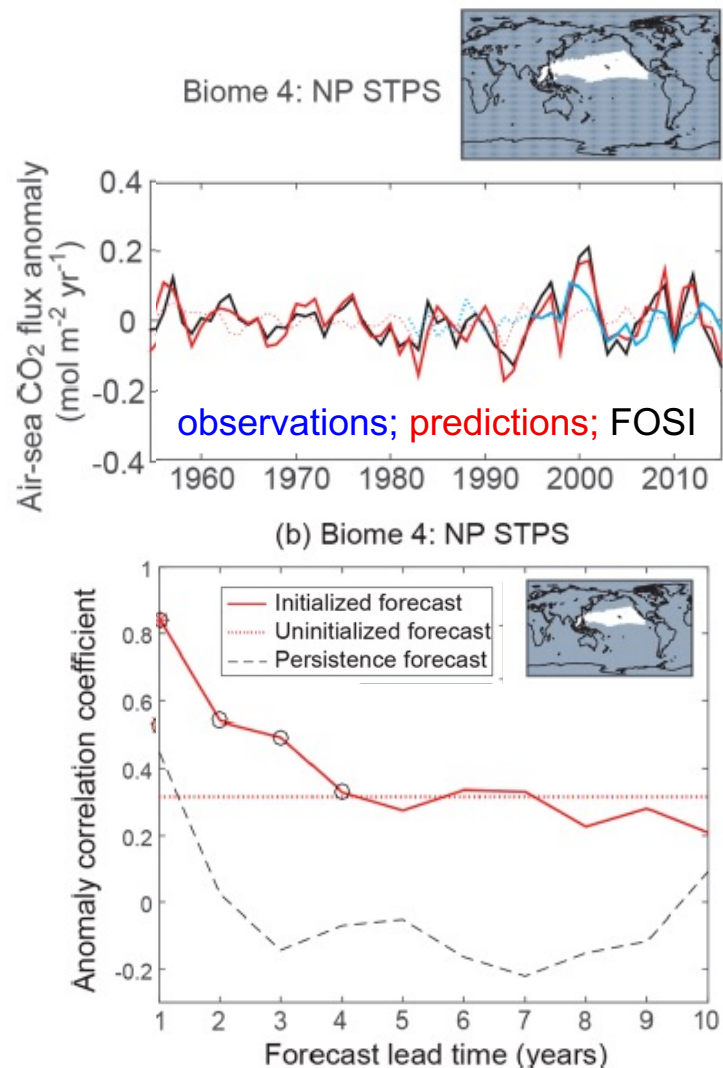 Biome 4: NP STPS
Air-sea CO₂ flux anomaly
(mol m⁻² yr⁻¹)
0.4
0.2
0
-0.2
-0.4
observations; predictions; FOSI
1960 1970 1980 1990 2000 2010
(b) Biome 4: NP STPS
Anomaly correlation coefficient
1
0.8
0.6
0.4
0.2
0
-0.2
Initialized forecast
Uninitialized forecast
Persistence forecast
1 2 3 4 5 6 7 8 9 10
Forecast lead time (years)